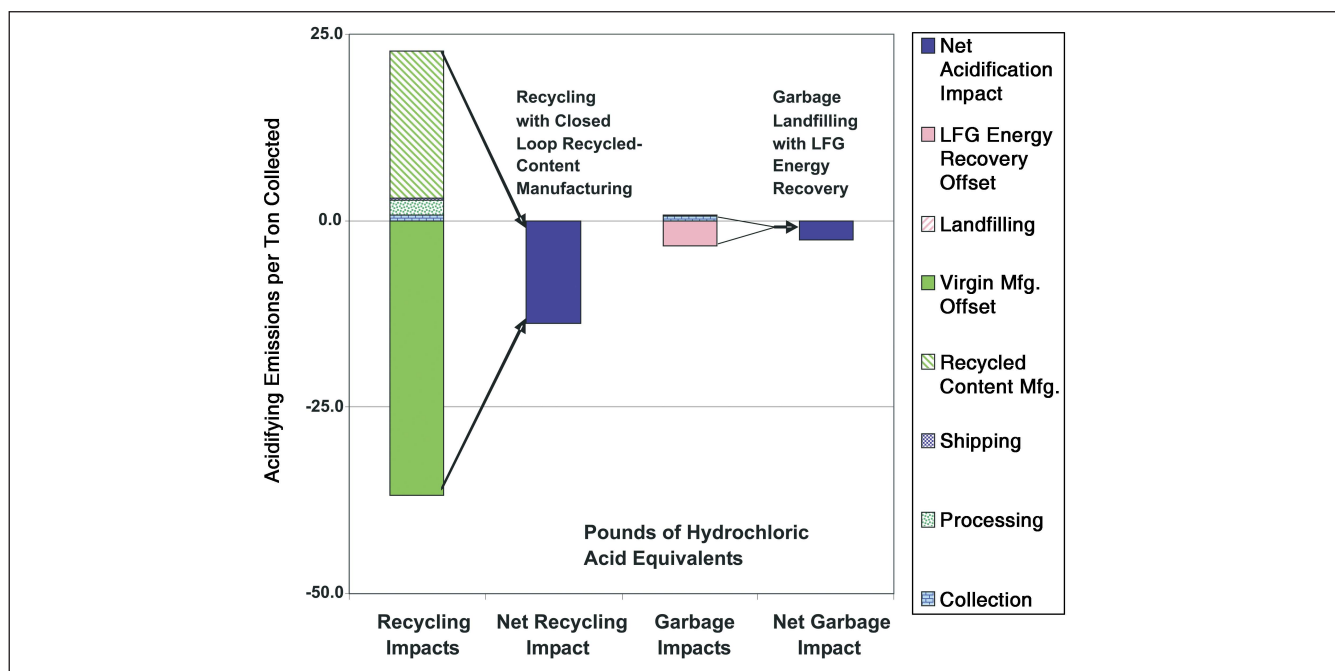 25.0
0.0
-25.0
-50.0
Acidifying Emissions per Ton Collected
Recycling
with Closed
Loop Recycled-
Content
Manufacturing
Garbage
Landfilling
with LFG
Energy
Recovery
Pounds of Hydrochloric
Acid Equivalents
Recycling
Impacts
Net Recycling
Impact
Garbage
Impacts
Net Garbage
Impact
Net
Acidification
Impact
LFG Energy
Recovery
Offset
Landfilling
Virgin Mfg.
Offset
Recycled
Content Mfg.
Shipping
Processing
Collection